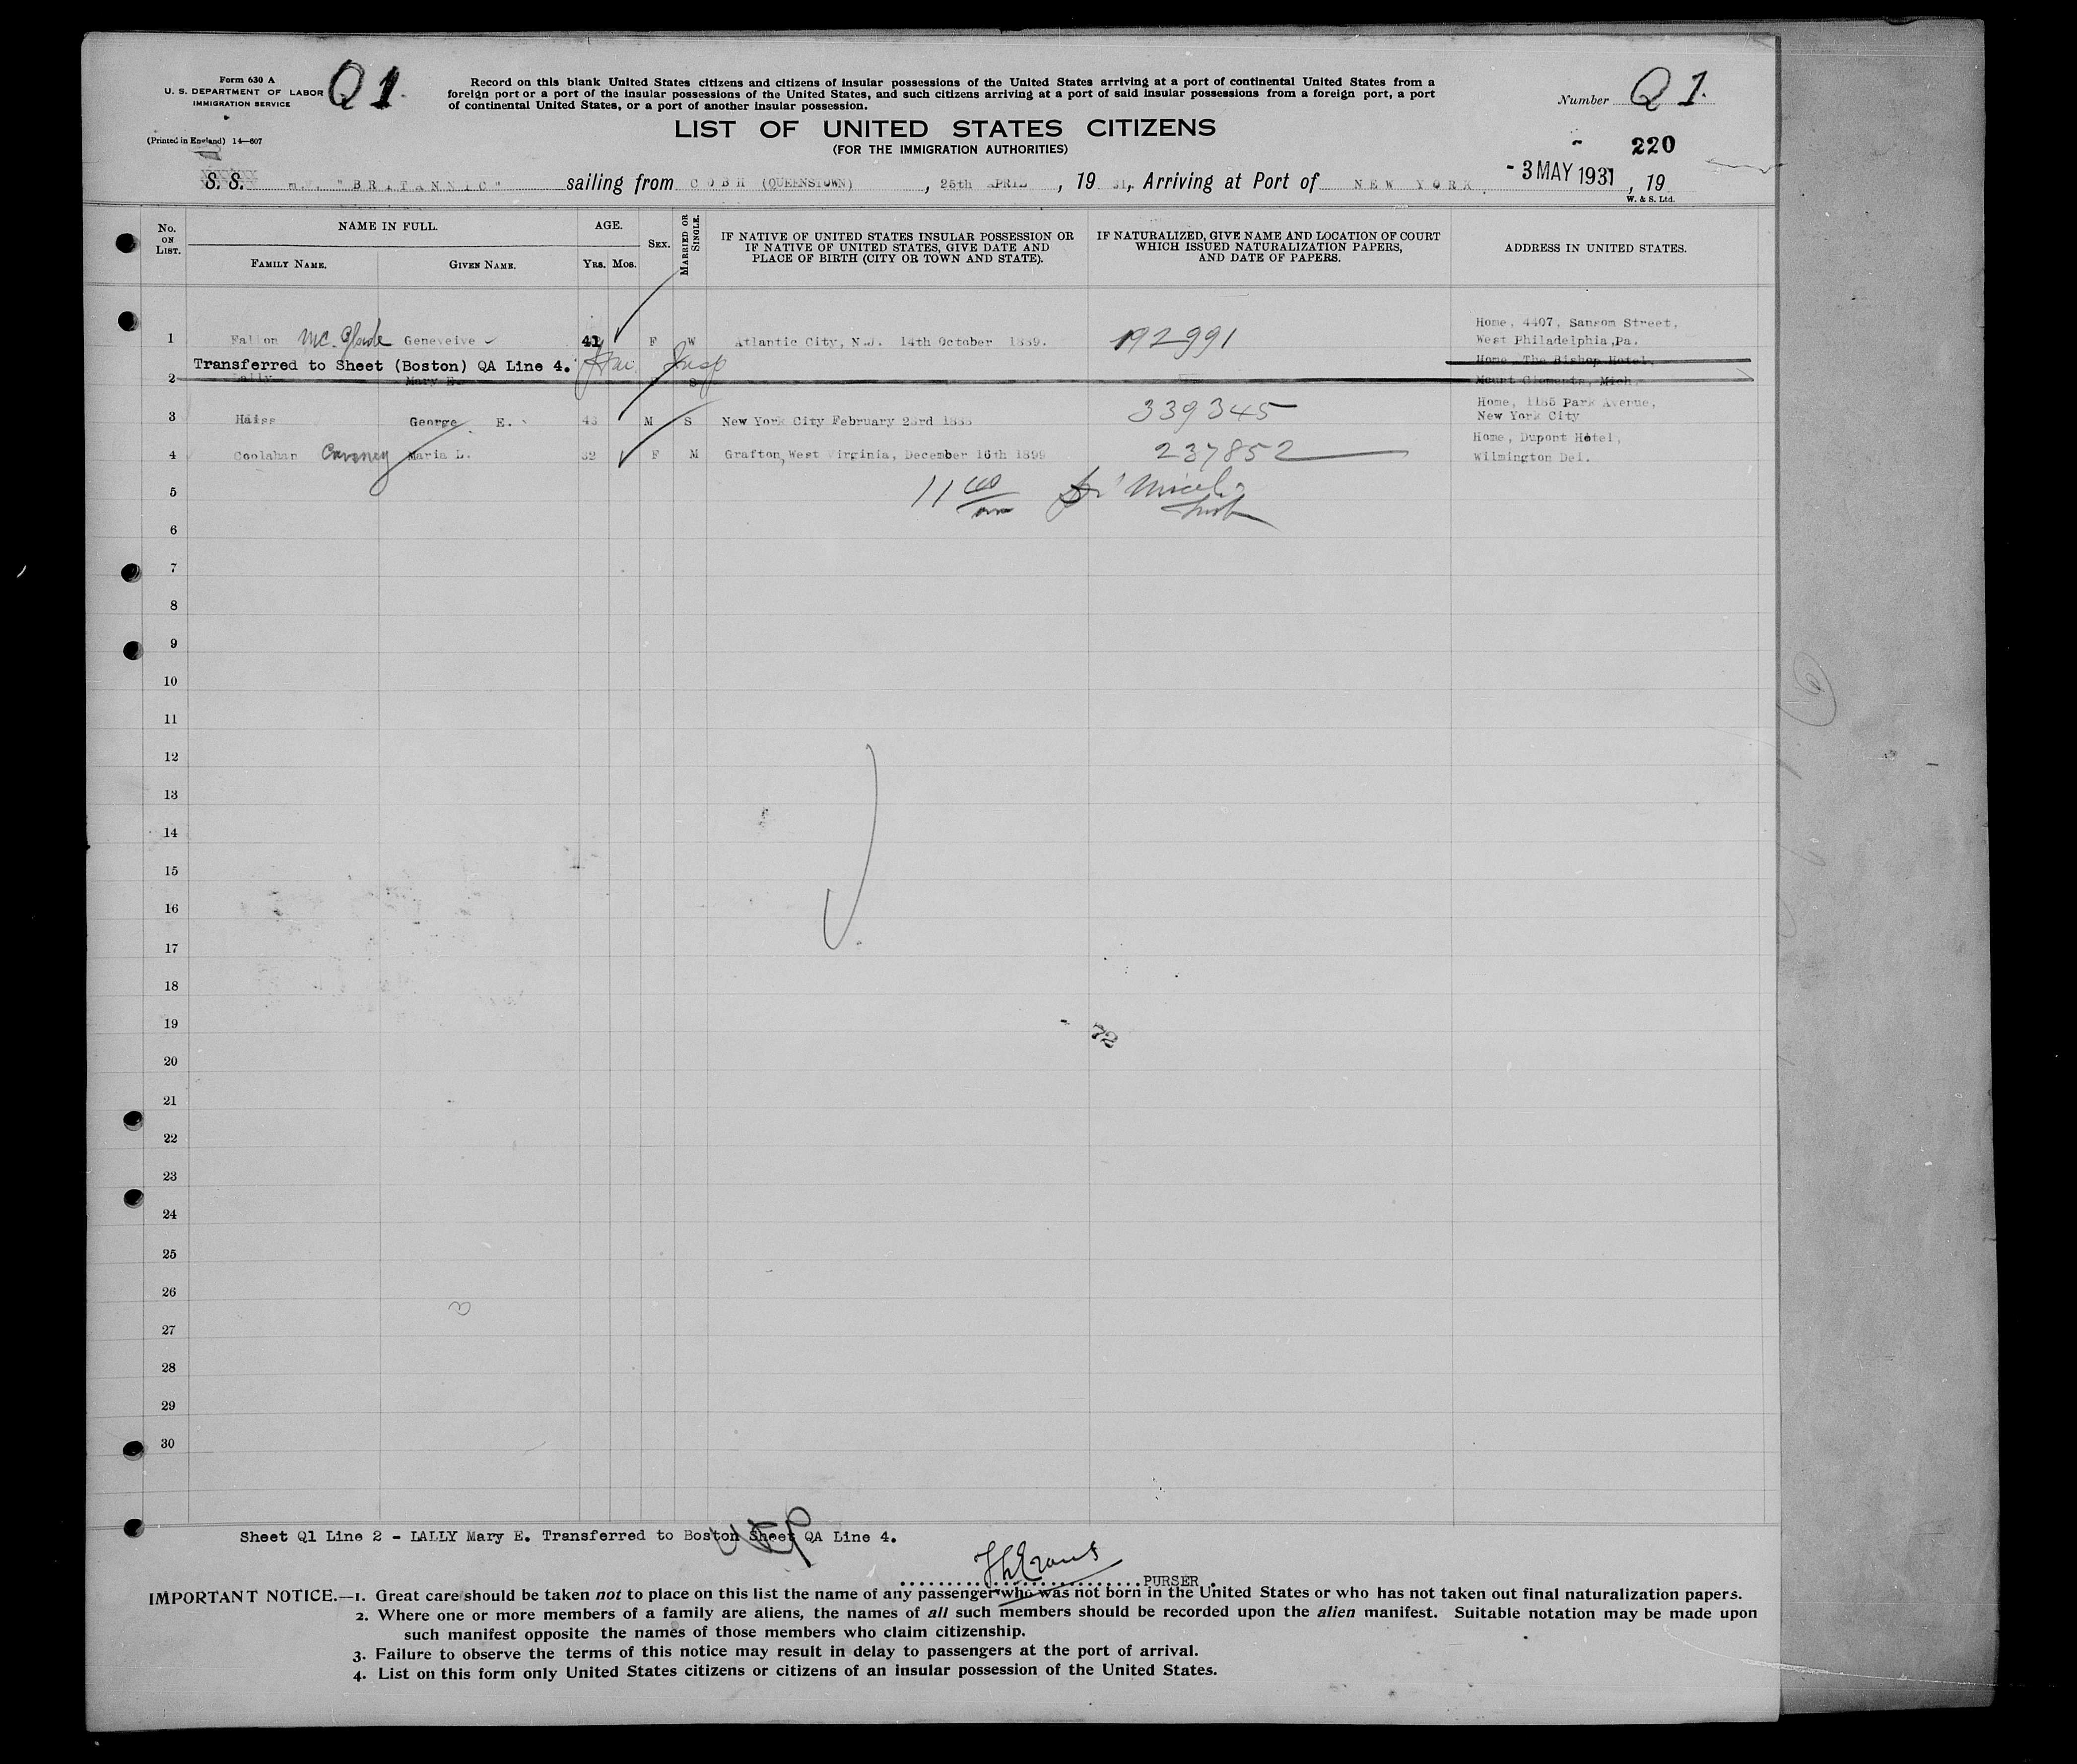 Form 630 A
U. S. DEPARTMENT OF LABOR
IMMIGRATION SERVICE
(Printed in England) 14—607
Q1.
Record on this blank United States citizens and citizens of insular possessions of the United States arriving at a port of continental United States from a
foreign port or a port of the insular possessions of the United States, and such citizens arriving at a port of said insular possessions from a foreign port, a port
of continental United States, or a port of another insular possession.
Number Q1.
LIST OF UNITED STATES CITIZENS
(FOR THE IMMIGRATION AUTHORITIES)
220
S. S. m.v. "BRITANNIC" sailing from COBH (QUEENSTOWN), 25th APRIL, 19 31, Arriving at Port of NEW YORK. - 3 MAY 1931, 19
W. & S. Ltd.
No. ON LIST.
NAME IN FULL.
FAMILY NAME.
GIVEN NAME.
AGE.
YRS. MOS.
SEX.
MARRIED OR SINGLE.
IF NATIVE OF UNITED STATES INSULAR POSSESSION OR
IF NATIVE OF UNITED STATES, GIVE DATE AND
PLACE OF BIRTH (CITY OR TOWN AND STATE).
IF NATURALIZED, GIVE NAME AND LOCATION OF COURT
WHICH ISSUED NATURALIZATION PAPERS,
AND DATE OF PAPERS.
ADDRESS IN UNITED STATES.
1 Fallon Geneveive 41 F W Atlantic City, N.J. 14th October 1889. 192991 Home, 4407, Sansom Street,
West Philadelphia, Pa.
Transferred to Sheet (Boston) QA Line 4.
Home, The Bishop Hotel,
2 Lally Mary E. S Mount Clements, Mich.
3 Haiss George E. 43 M S New York City February 23rd 1888 339345 Home, 1185 Park Avenue,
New York City
4 Coolahan Maria L. 32 F M Grafton, West Virginia, December 16th 1899 237852 Home, Dupont Hotel,
Wilmington Del.
5
11 40 am
6
7
8
9
10
11
12
13
14
15
16
17
18
19
72
20
21
22
23
24
25
26
27
28
29
30
Sheet Q1 Line 2 - LALLY Mary E. Transferred to Boston Sheet QA Line 4.
PURSER.
IMPORTANT NOTICE.—1. Great care should be taken not to place on this list the name of any passenger who was not born in the United States or who has not taken out final naturalization papers.
2. Where one or more members of a family are aliens, the names of all such members should be recorded upon the alien manifest. Suitable notation may be made upon
such manifest opposite the names of those members who claim citizenship.
3. Failure to observe the terms of this notice may result in delay to passengers at the port of arrival.
4. List on this form only United States citizens or citizens of an insular possession of the United States.